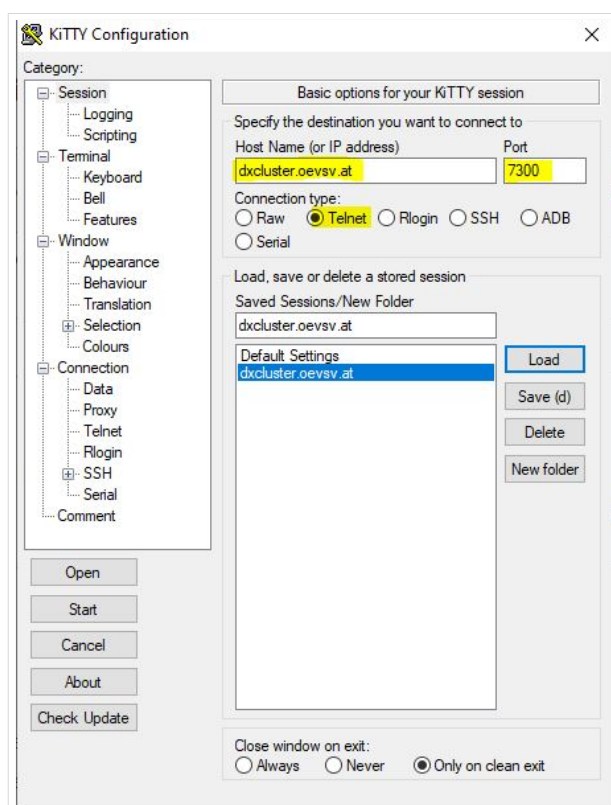 KiTTY Configuration
Category:
Session
Logging
Scripting
Terminal
Keyboard
Bell
Features
Window
Appearance
Behaviour
Translation
Selection
Colours
Connection
Data
Proxy
Telnet
Rlogin
SSH
Serial
Comment
Open
Start
Cancel
About
Check Update
Basic options for your KiTTY session
Specify the destination you want to connect to
Host Name (or IP address) Port
dxcluster.oevsv.at 7300
Connection type:
Raw Telnet Rlogin SSH ADB
Serial
Load, save or delete a stored session
Saved Sessions/New Folder
dxcluster.oevsv.at
Default Settings
dxcluster.oevsv.at
Load
Save (d)
Delete
New folder
Close window on exit:
Always Never Only on clean exit